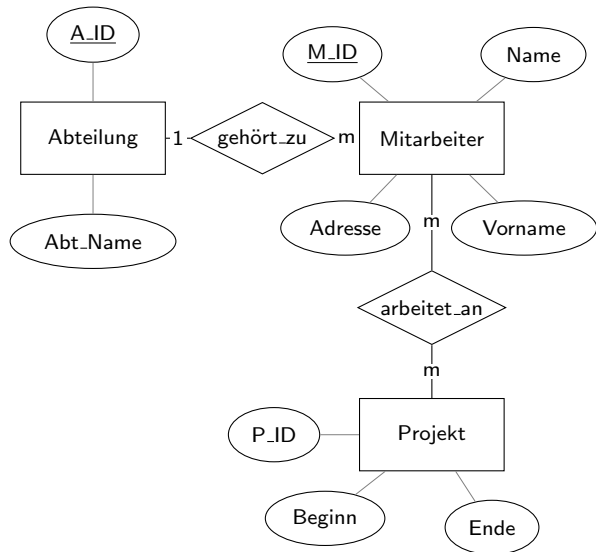 A_ID
M_ID
Name
Abteilung
1
gehört_zu
m
Mitarbeiter
Abt_Name
Adresse
m
Vorname
arbeitet_an
m
P_ID
Projekt
Beginn
Ende